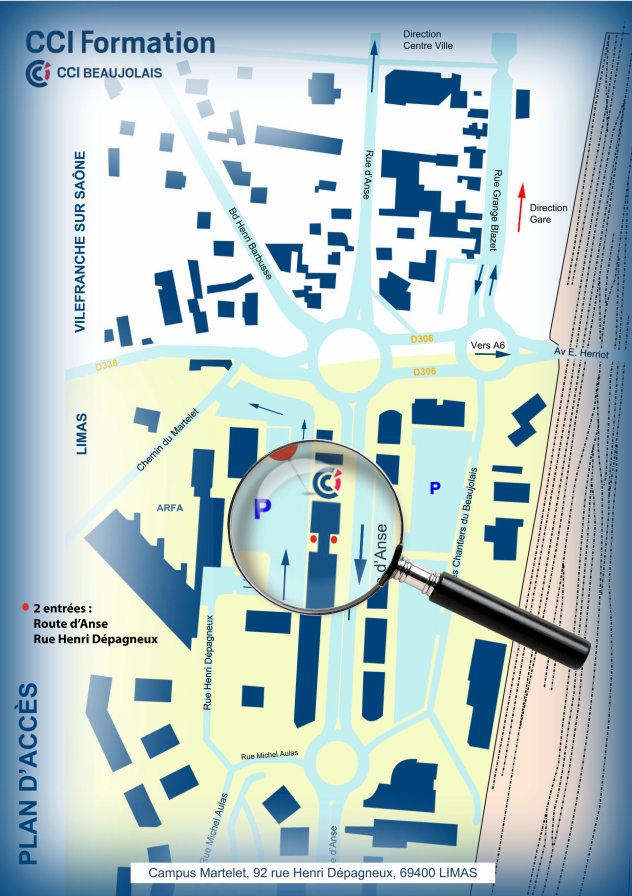 CCI Formation
CCI BEAUJOLAIS
Direction
Centre Ville
VILEFRANCHE SUR SAÔNE
Rue d'Anse
Rue Grange Blazet
Bd Henri Barbusse
Direction
Gare
D306
Vers A6
Av E. Herriot
D338
D306
LIMAS
Chemin du Martelet
P
P
s Chantiers du Beaujolais
ARFA
d'Anse
2 entrées :
Route d'Anse
Rue Henri Dépagneux
Rue Henri Dépagneux
PLAN D'ACCÈS
Rue Michel Aulas
Rue Michel Aulas
e d'Anse
Campus Martelet, 92 rue Henri Dépagneux, 69400 LIMAS